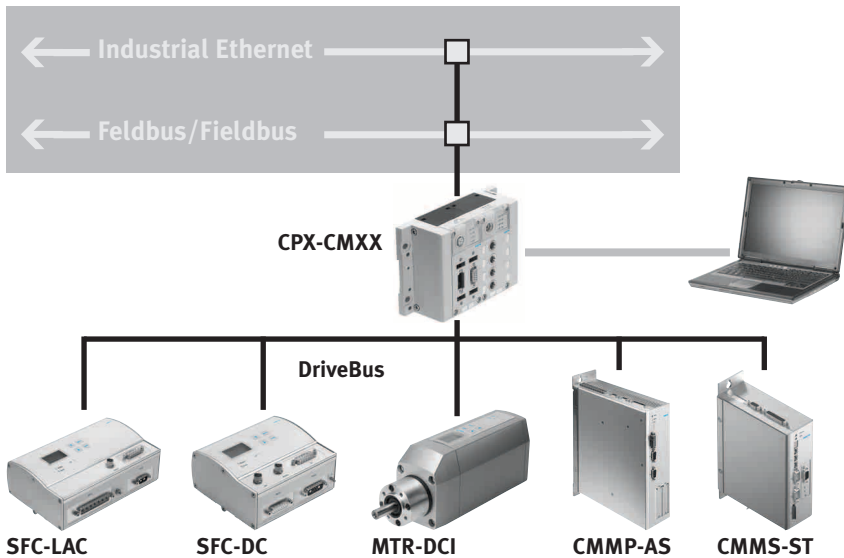 Industrial Ethernet
Feldbus/Fieldbus
CPX-CMXX
DriveBus
SFC-LAC
SFC-DC
MTR-DCI
CMMP-AS
CMMS-ST